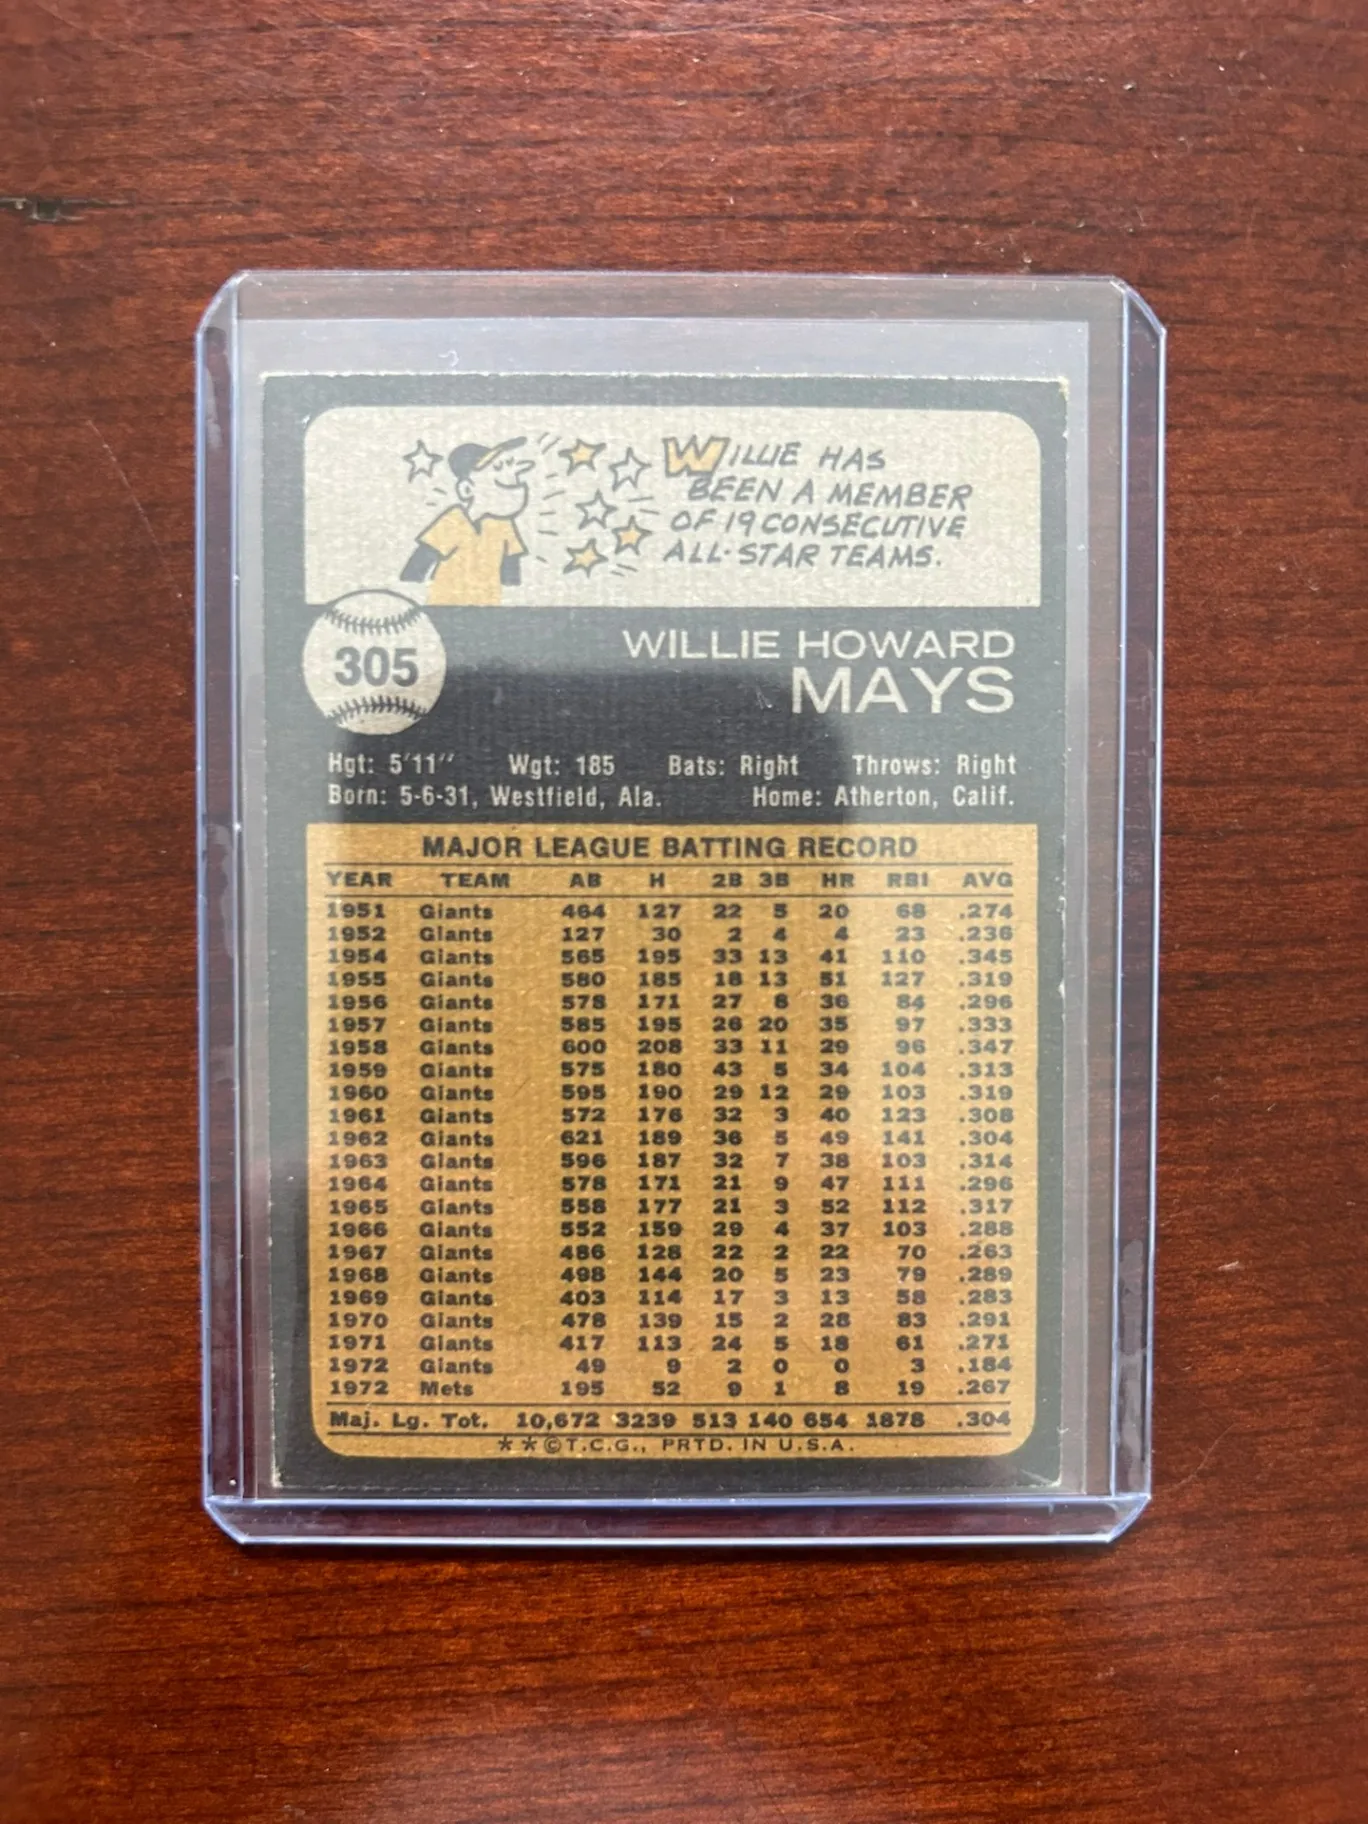 WILLIE HAS
BEEN A MEMBER
OF 19 CONSECUTIVE
ALL-STAR TEAMS.
305
WILLIE HOWARD
MAYS
Hgt: 5'11" Wgt: 185 Bats: Right Throws: Right
Born: 5-6-31, Westfield, Ala. Home: Atherton, Calif.
MAJOR LEAGUE BATTING RECORD
YEAR TEAM AB H 2B 3B HR RBI AVG
1951 Giants 464 127 22 5 20 68 .274
1952 Giants 127 30 2 4 4 23 .236
1954 Giants 565 195 33 13 41 110 .345
1955 Giants 580 185 18 13 51 127 .319
1956 Giants 578 171 27 8 36 84 .296
1957 Giants 585 195 26 20 35 97 .333
1958 Giants 600 208 33 11 29 96 .347
1959 Giants 575 180 43 5 34 104 .313
1960 Giants 595 190 29 12 29 103 .319
1961 Giants 572 176 32 3 40 123 .308
1962 Giants 621 189 36 5 49 141 .304
1963 Giants 596 187 32 7 38 103 .314
1964 Giants 578 171 21 9 47 111 .296
1965 Giants 558 177 21 3 52 112 .317
1966 Giants 552 159 29 4 37 103 .288
1967 Giants 486 128 22 2 22 70 .263
1968 Giants 498 144 20 5 23 79 .289
1969 Giants 403 114 17 3 13 58 .283
1970 Giants 478 139 15 2 28 83 .291
1971 Giants 417 113 24 5 18 61 .271
1972 Giants 49 9 2 0 0 3 .184
1972 Mets 195 52 9 1 8 19 .267
Maj. Lg. Tot. 10,672 3239 513 140 654 1878 .304
**©T.C.G., PRTD. IN U.S.A.